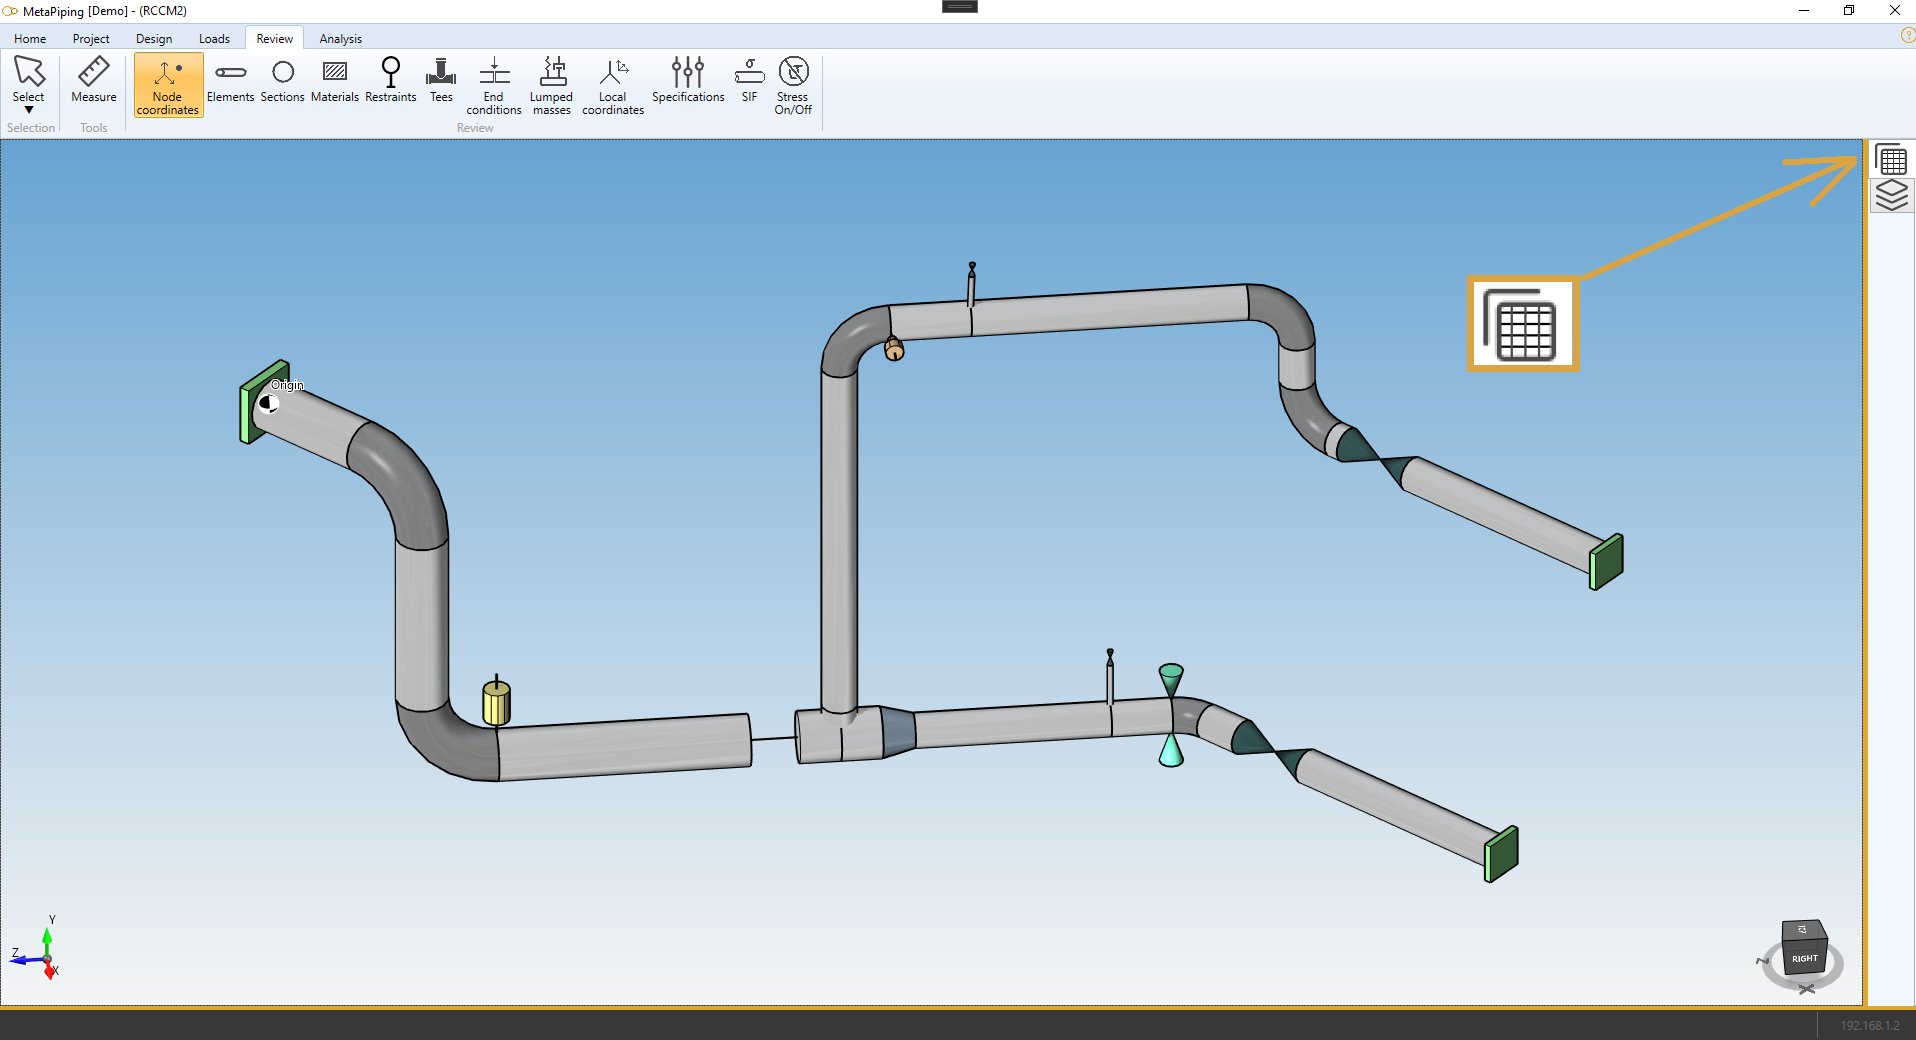 MetaPiping [Demo] - (RCCM2)
Home Project Design Loads Review Analysis
?
Select
Measure
Node coordinates
Elements
Sections
Materials
Restraints
Tees
End conditions
Lumped masses
Local coordinates
Specifications
σ
SIF
Stress On/Off
Selection
Tools
Review
Origin
Y
Z
X
RIGHT
N
X
192.168.1.2